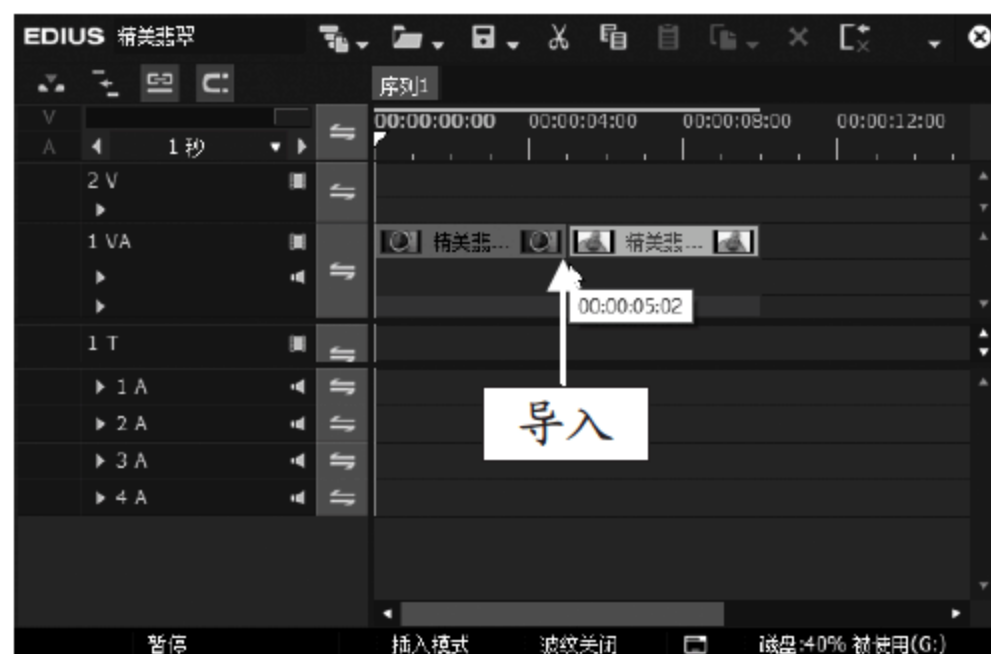 EDIUS 精美翡翠
序列1
V
A
1秒
00:00:00:00 00:00:04:00 00:00:08:00 00:00:12:00
2 V
1 VA
精美翡... 精美翡...
00:00:05:02
1 T
导入
1 A
2 A
3 A
4 A
暂停 插入模式 波纹关闭 磁盘:40% 被使用(G:)